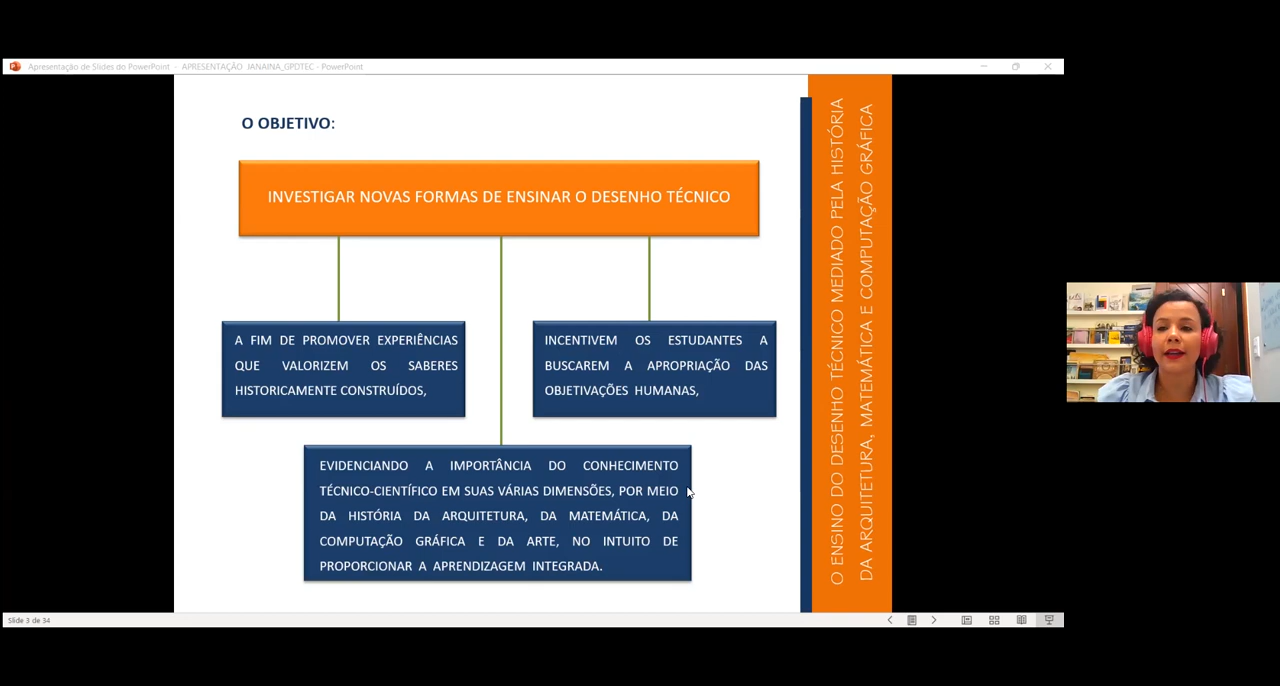 Apresentação de Slides do PowerPoint - APRESENTAÇÃO JANAINA_GPDTEC - PowerPoint
O OBJETIVO:
INVESTIGAR NOVAS FORMAS DE ENSINAR O DESENHO TÉCNICO
A FIM DE PROMOVER EXPERIÊNCIAS
QUE VALORIZEM OS SABERES
HISTORICAMENTE CONSTRUÍDOS,
INCENTIVEM OS ESTUDANTES A
BUSCAREM A APROPRIAÇÃO DAS
OBJETIVAÇÕES HUMANAS,
EVIDENCIANDO A IMPORTÂNCIA DO CONHECIMENTO
TÉCNICO-CIENTÍFICO EM SUAS VÁRIAS DIMENSÕES, POR MEIO
DA HISTÓRIA DA ARQUITETURA, DA MATEMÁTICA, DA
COMPUTAÇÃO GRÁFICA E DA ARTE, NO INTUITO DE
PROPORCIONAR A APRENDIZAGEM INTEGRADA.
O ENSINO DO DESENHO TÉCNICO MEDIADO PELA HISTÓRIA
DA ARQUITETURA, MATEMÁTICA E COMPUTAÇÃO GRÁFICA
Slide 3 de 34